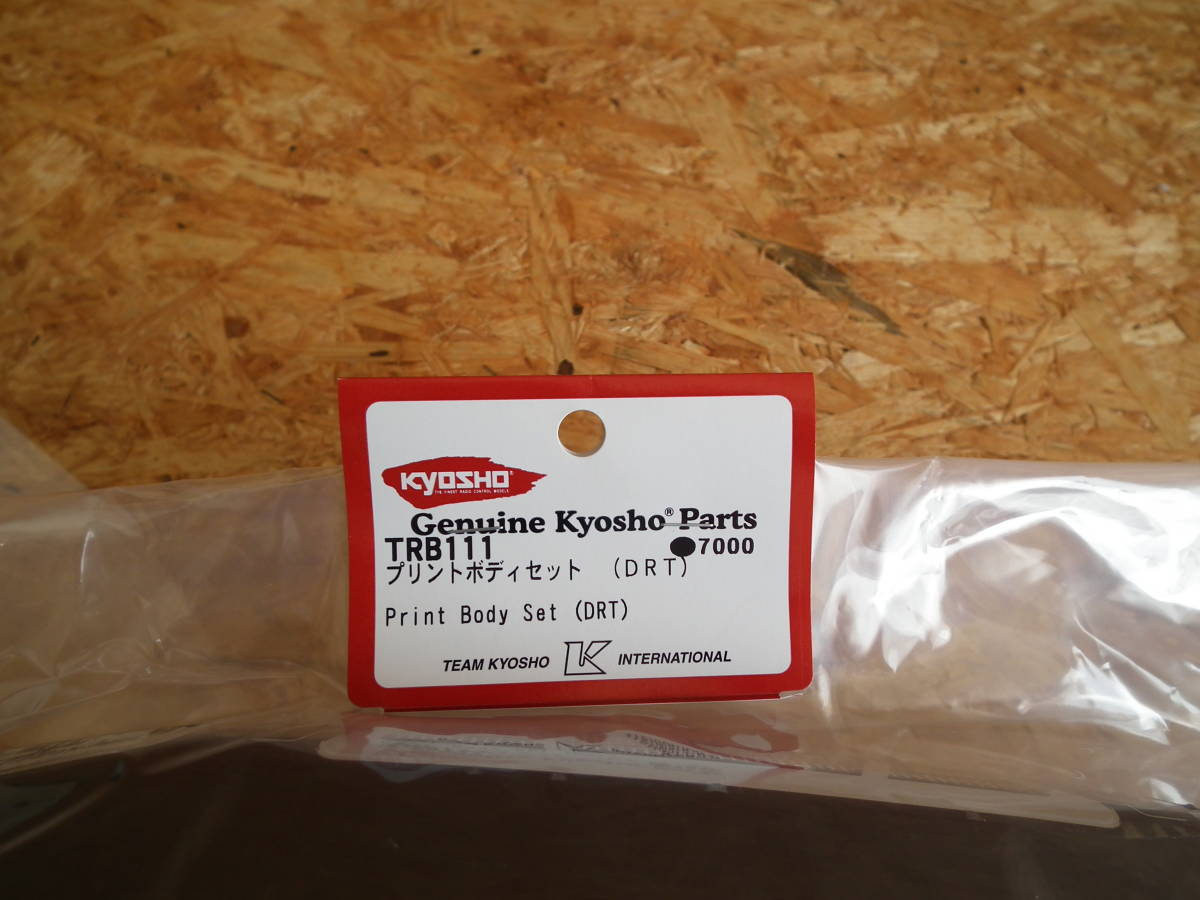 KYOSHO
THE FINEST RADIO CONTROL MODELS
Genuine Kyosho® Parts
TRB111 ●7000
プリントボディセット （ＤＲＴ）
Print Body Set (DRT)
TEAM KYOSHO K INTERNATIONAL